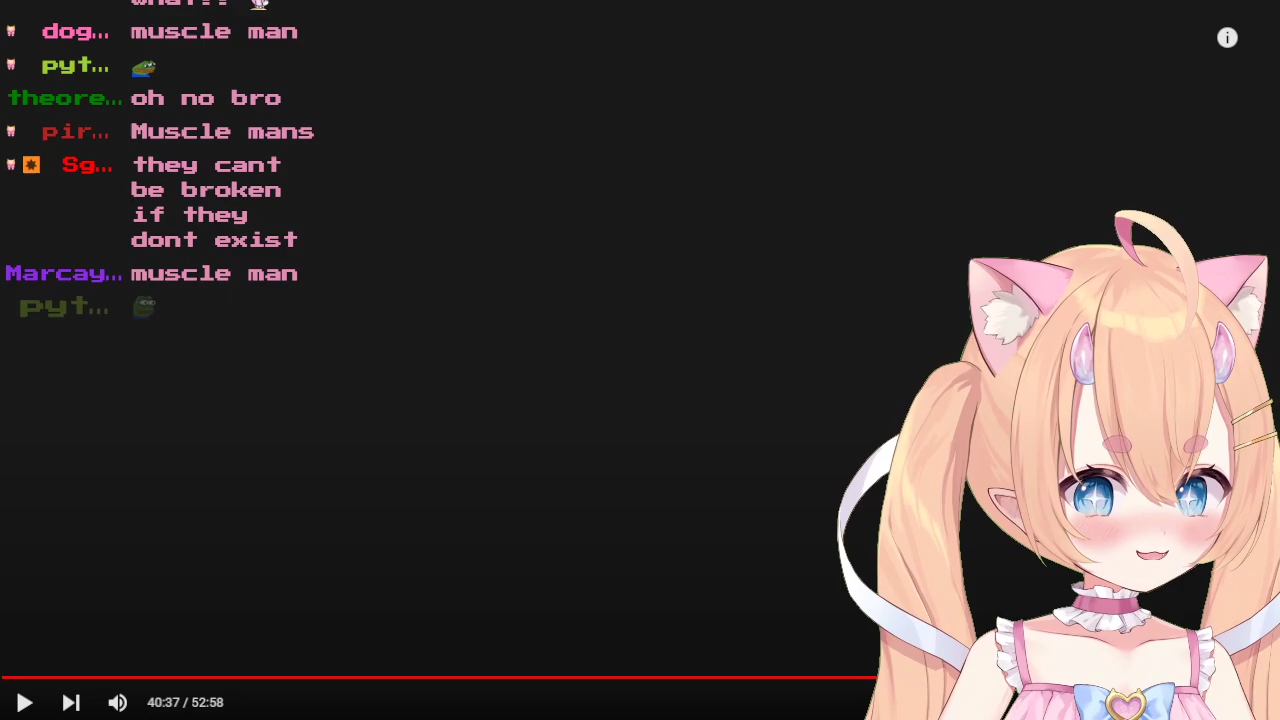 what!!
dog... muscle man
pyt...
theore... oh no bro
pir... Muscle mans
Sg... they cant
be broken
if they
dont exist
Marcay... muscle man
pyt...
40:37 / 52:58